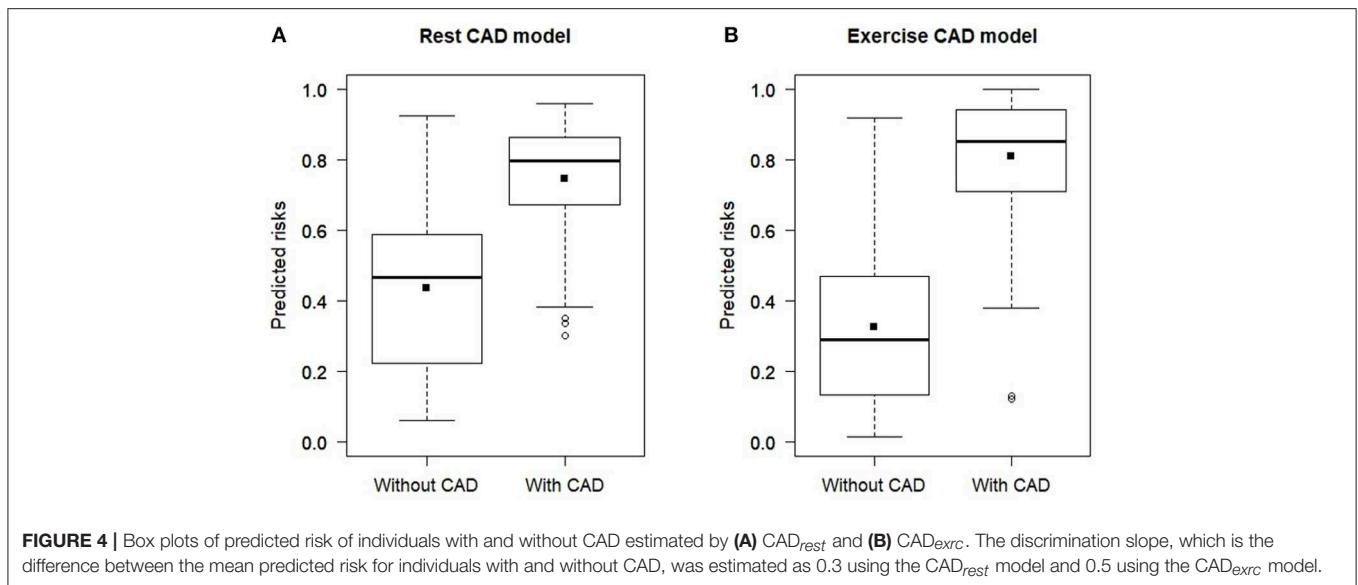 A Rest CAD model
B Exercise CAD model
Predicted risks
1.0
0.8
0.6
0.4
0.2
0.0
Without CAD With CAD
Predicted risks
1.0
0.8
0.6
0.4
0.2
0.0
Without CAD With CAD
FIGURE 4 | Box plots of predicted risk of individuals with and without CAD estimated by (A) CADrest and (B) CADexrc. The discrimination slope, which is the
difference between the mean predicted risk for individuals with and without CAD, was estimated as 0.3 using the CADrest model and 0.5 using the CADexrc model.